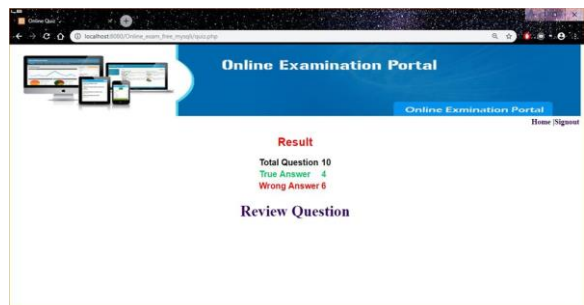 Online Quiz
localhost:8080/Online_exam_free_mysqli/quiz.php
Online Examination Portal
Online Exmination Portal
Home |Signout
Result
Total Question 10
True Answer 4
Wrong Answer 6
Review Question